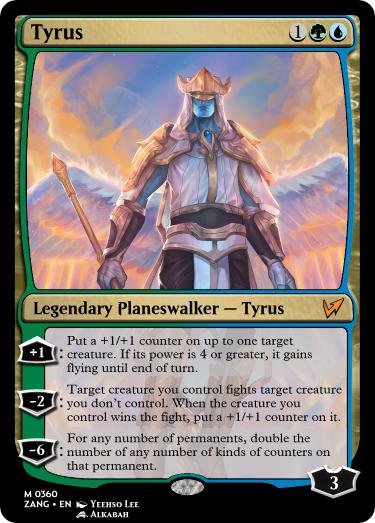 Tyrus 1
Legendary Planeswalker — Tyrus
+1: Put a +1/+1 counter on up to one target
creature. If its power is 4 or greater, it gains
flying until end of turn.
-2: Target creature you control fights target creature
you don't control. When the creature you
control wins the fight, put a +1/+1 counter on it.
-6: For any number of permanents, double the
number of any number of kinds of counters on
that permanent.
3
M 0360
ZANG • EN Yeehso Lee
Alkabah